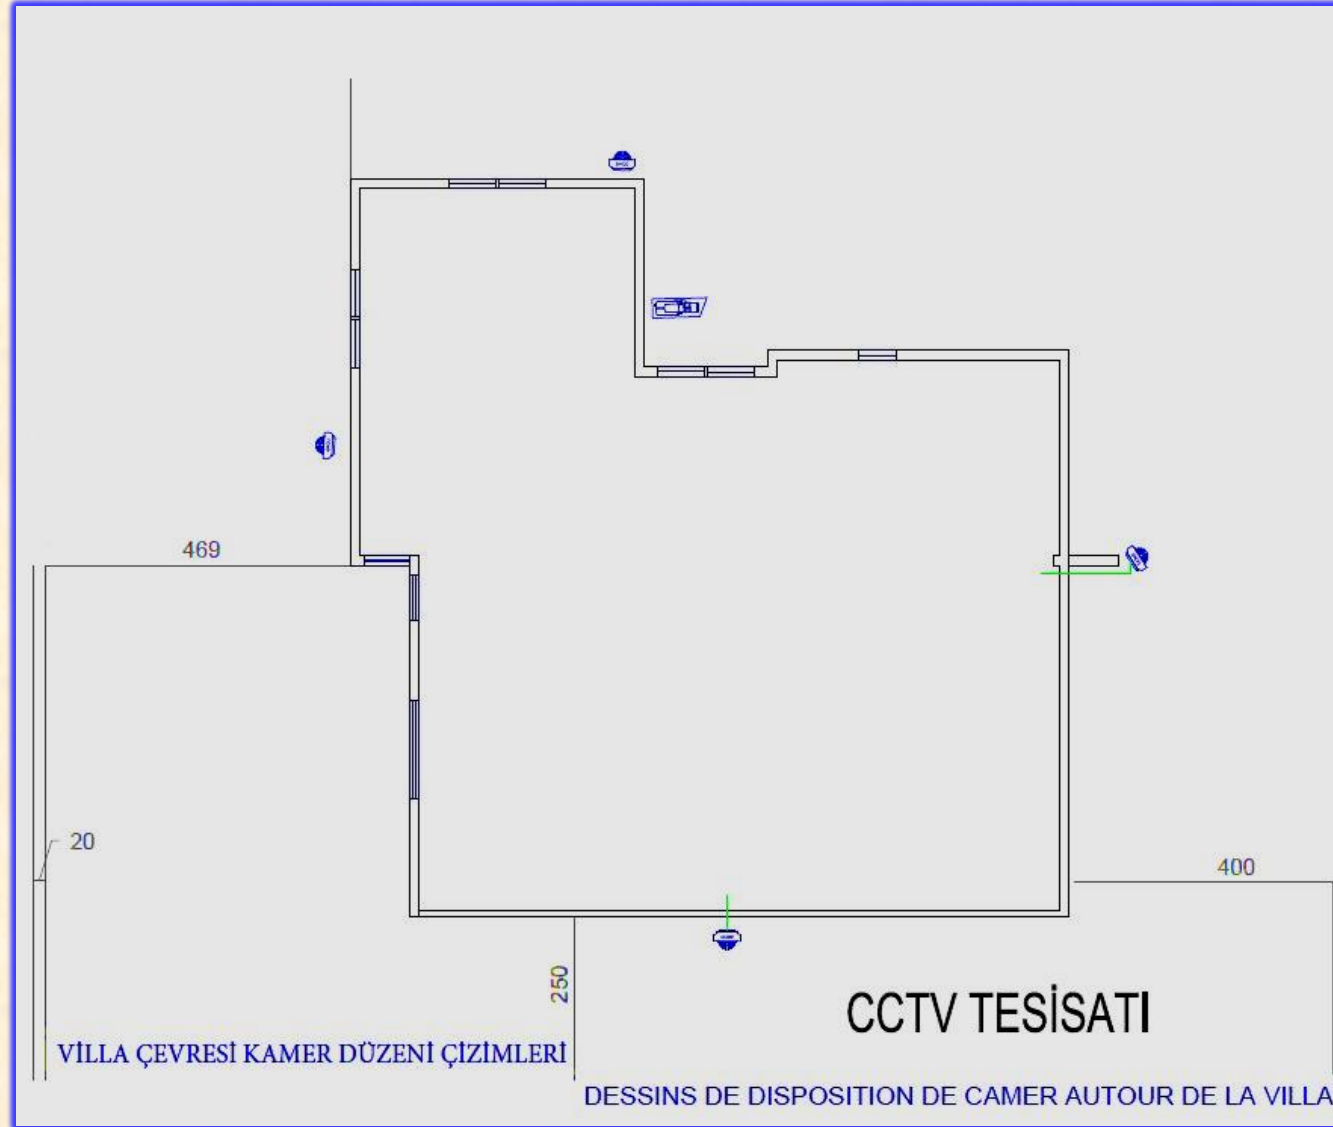 469
20
400
250
CCTV TESİSATI
VİLLA ÇEVRESİ KAMER DÜZENİ ÇİZİMLERİ
DESSINS DE DISPOSITION DE CAMER AUTOUR DE LA VILLA